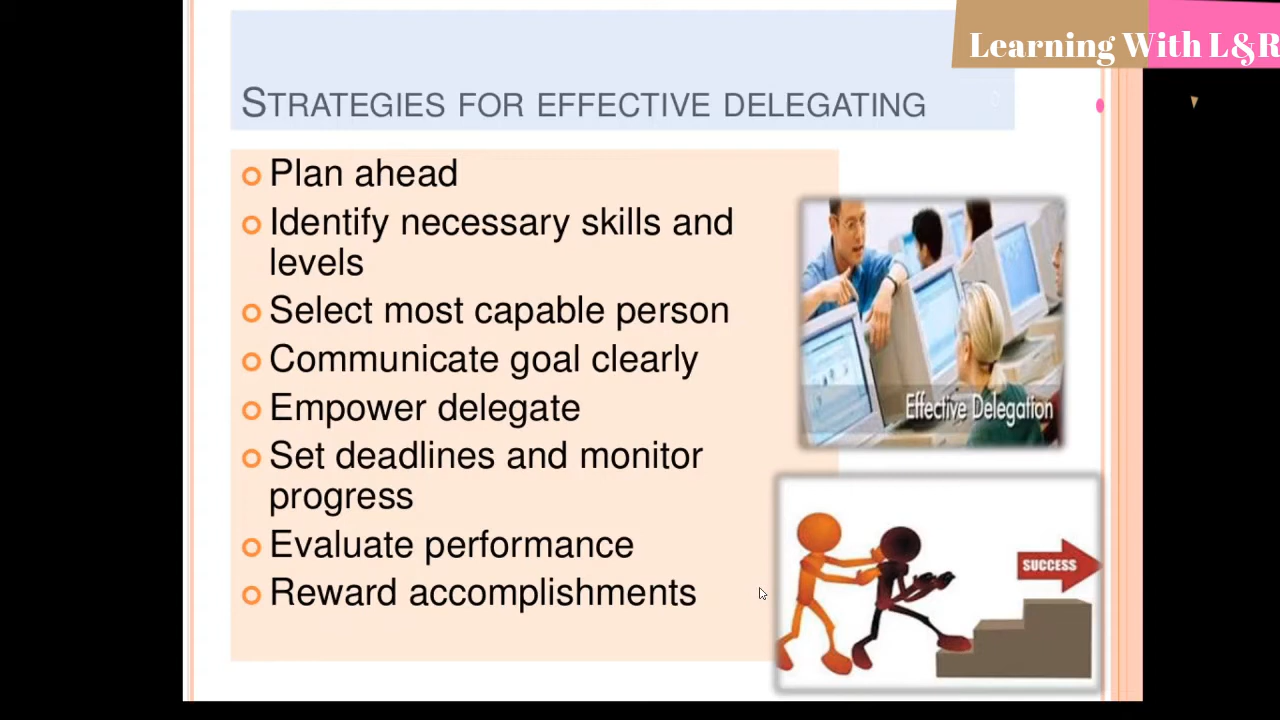 Learning With L&R
STRATEGIES FOR EFFECTIVE DELEGATING
Plan ahead
Identify necessary skills and
levels
Select most capable person
Communicate goal clearly
Empower delegate
Set deadlines and monitor
progress
Evaluate performance
Reward accomplishments
Effective Delegation
SUCCESS